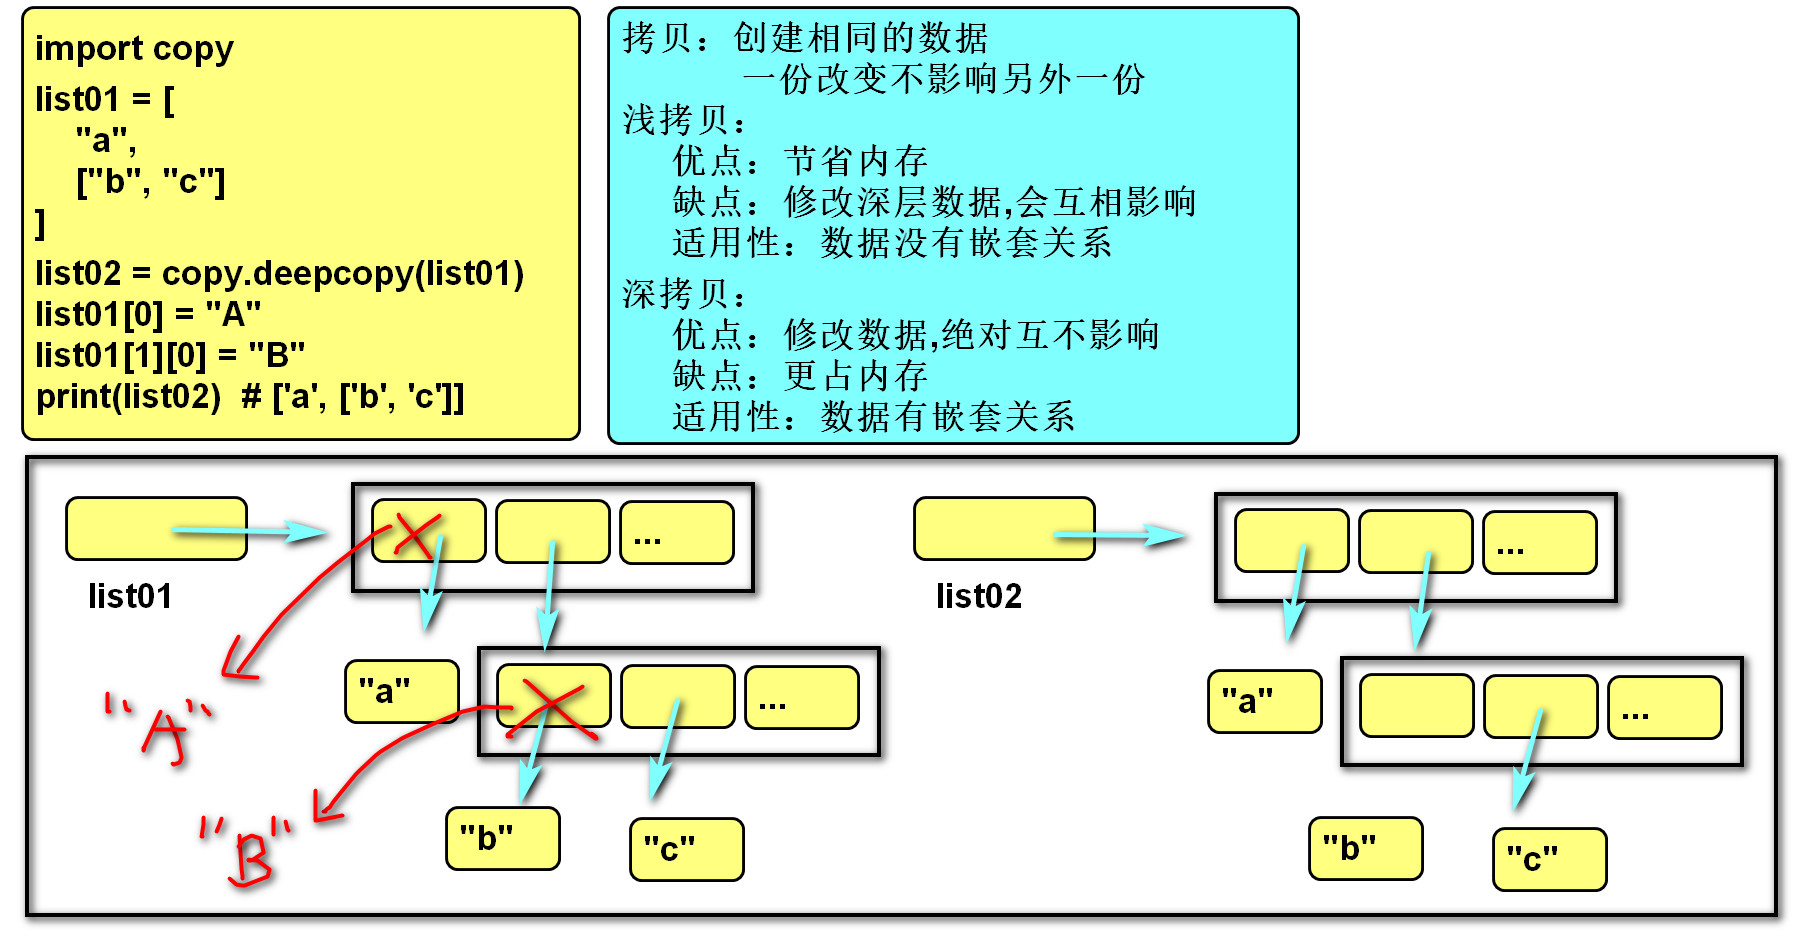 import copy
list01 = [
"a",
["b", "c"]
]
list02 = copy.deepcopy(list01)
list01[0] = "A"
list01[1][0] = "B"
print(list02)  # ['a', ['b', 'c']]
拷贝：创建相同的数据
一份改变不影响另外一份
浅拷贝：
优点：节省内存
缺点：修改深层数据,会互相影响
适用性：数据没有嵌套关系
深拷贝：
优点：修改数据,绝对互不影响
缺点：更占内存
适用性：数据有嵌套关系
...
list01
"a"
...
"A"
"b"
"c"
"B"
...
list02
"a"
...
"b"
"c"